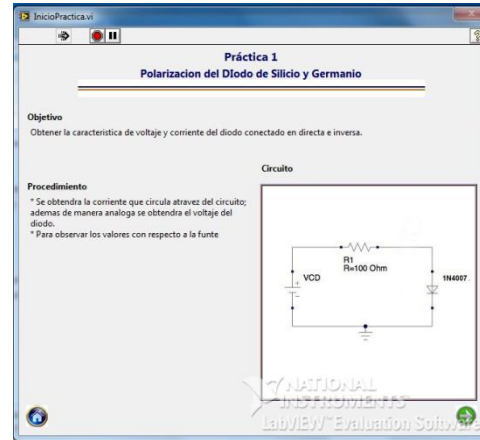 InicioPractica.vi
Práctica 1
Polarizacion del DIodo de Silicio y Germanio
Objetivo
Obtener la caracteristica de voltaje y corriente del diodo conectado en directa e inversa.
Procedimiento
* Se obtendra la corriente que circula atravez del circuito;
ademas de manera analoga se obtendra el voltaje del
diodo.
* Para observar los valores con respecto a la funte
Circuito
R1
R=100 Ohm
VCD
+
1N4007
NATIONAL
INSTRUMENTS
LabVIEW Evaluation Software